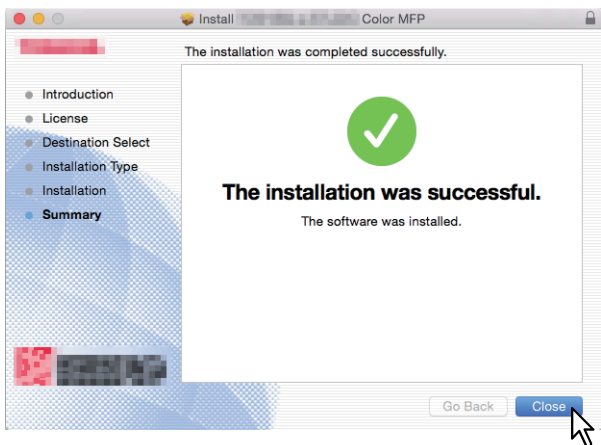 Install Color MFP
The installation was completed successfully.
Introduction
License
Destination Select
Installation Type
Installation
Summary
The installation was successful.
The software was installed.
Go Back
Close